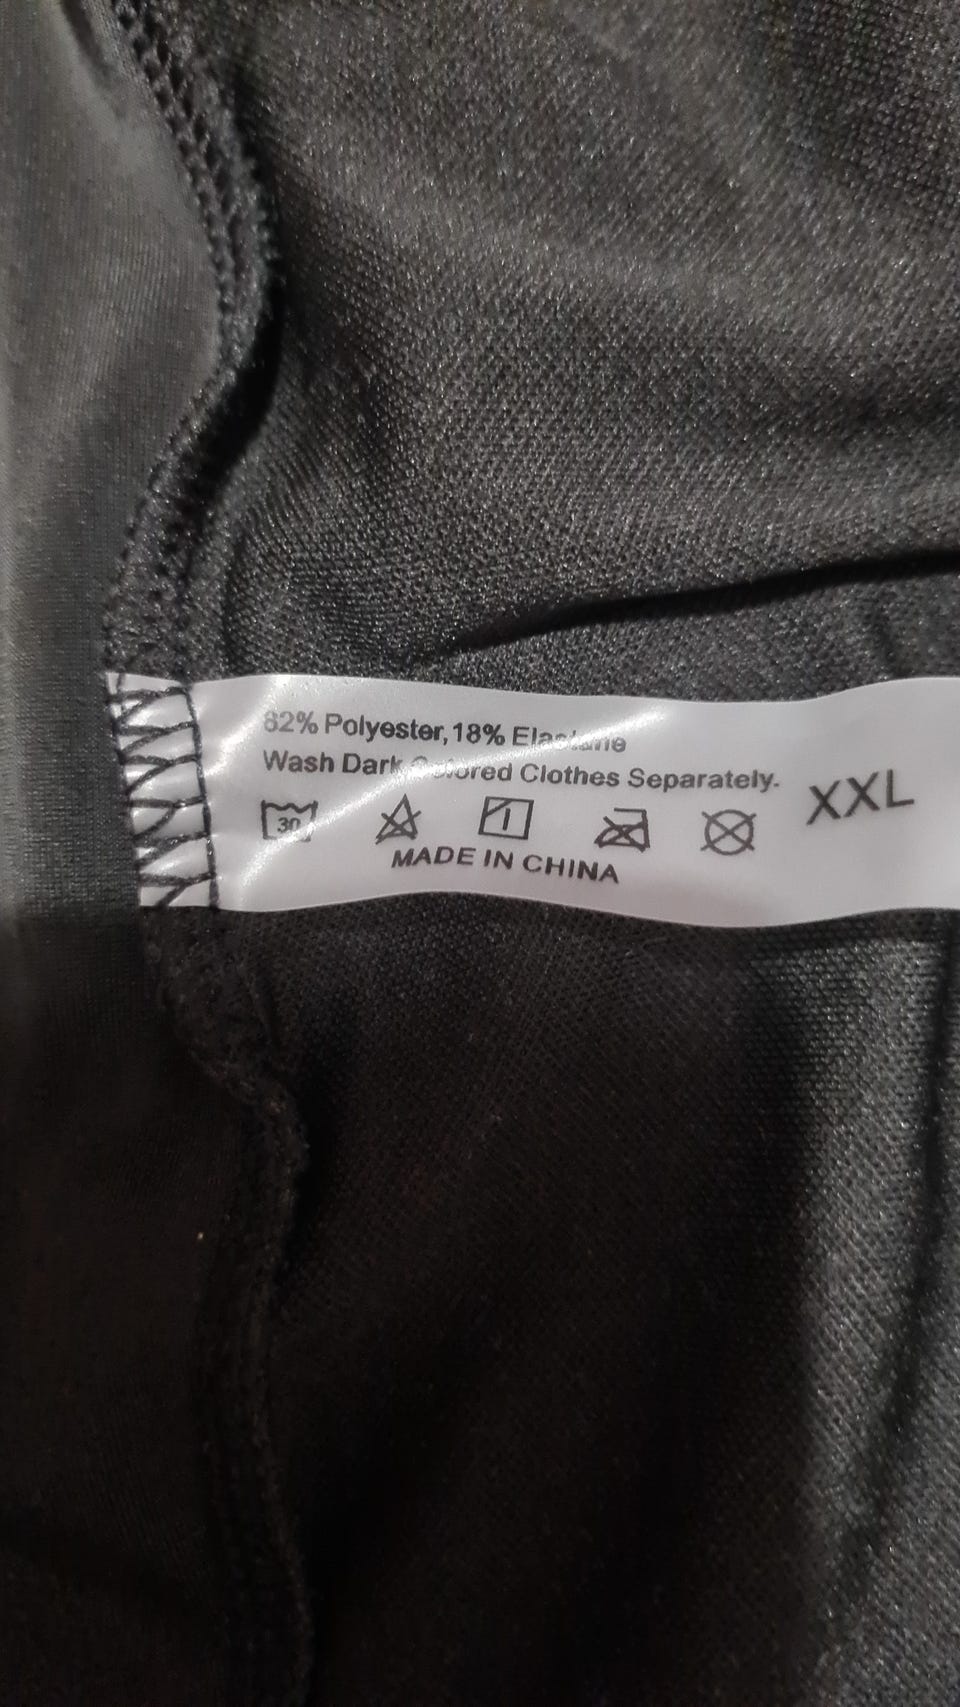 82% Polyester,18% Elastane
Wash Dark Colored Clothes Separately.
30
XXL
MADE IN CHINA